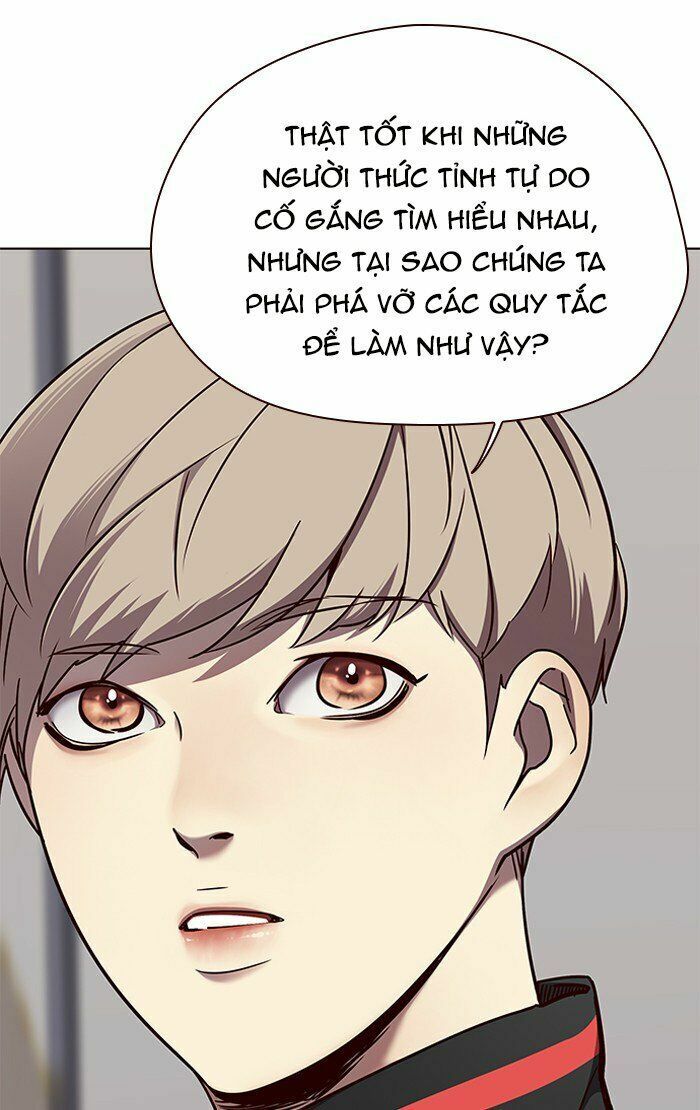 THẬT TỐT KHI NHỮNG
NGƯỜI THỨC TỈNH TỰ DO
CỐ GẮNG TÌM HIỂU NHAU,
NHƯNG TẠI SAO CHÚNG TA
PHẢI PHÁ VỠ CÁC QUY TẮC
ĐỂ LÀM NHƯ VẬY?